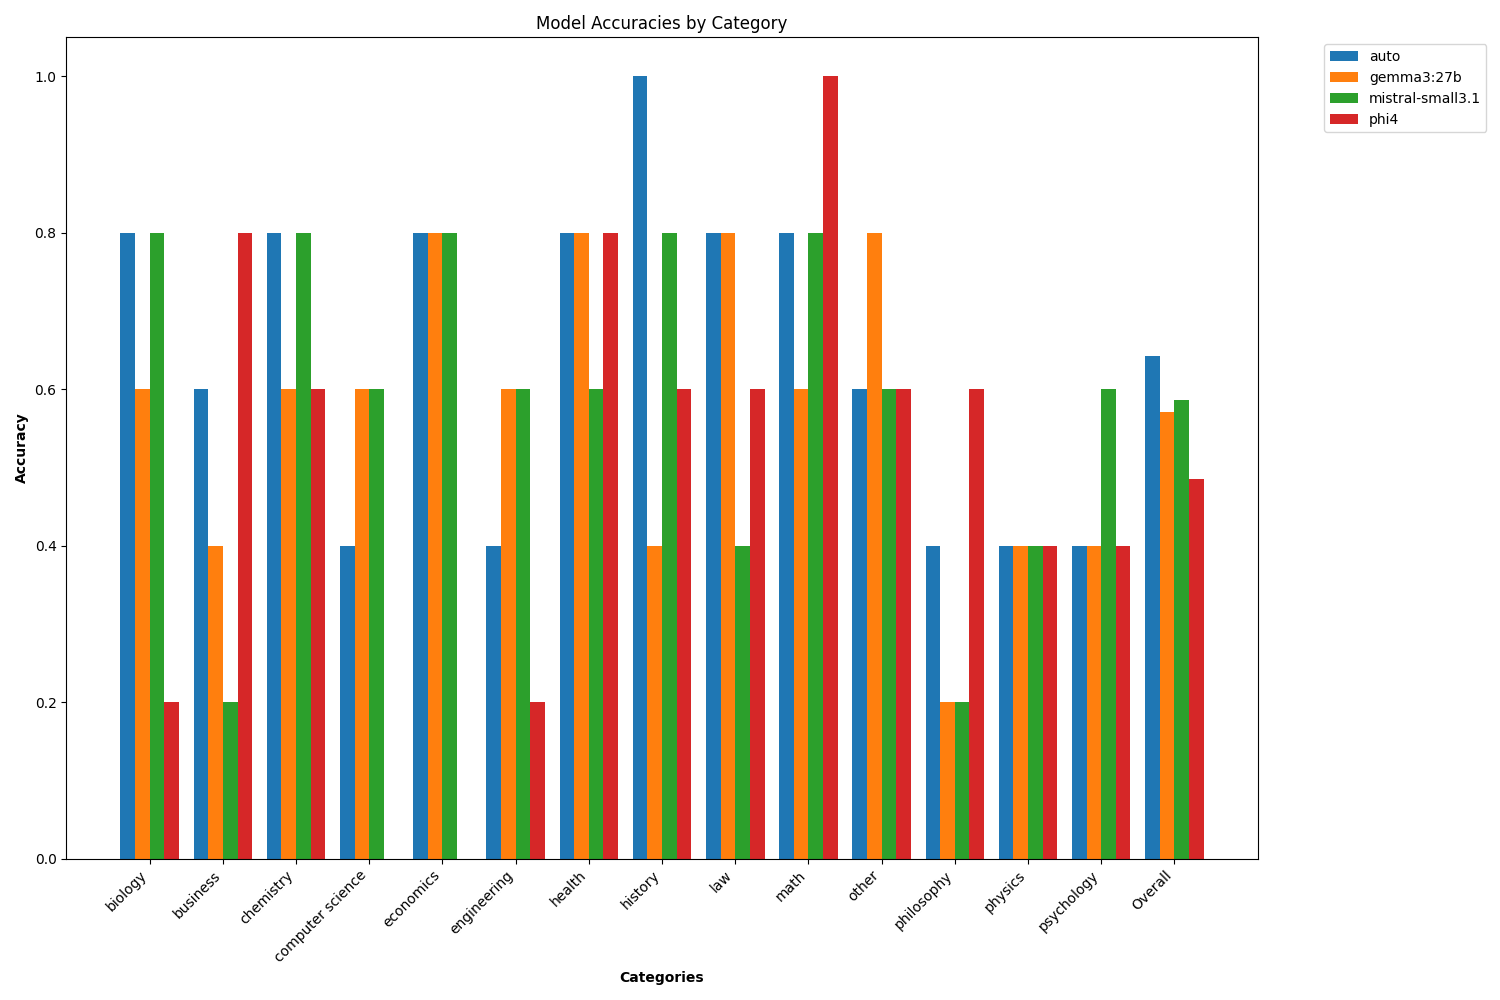 Model Accuracies by Category
auto
gemma3:27b
mistral-small3.1
phi4
Accuracy
1.0
0.8
0.6
0.4
0.2
0.0
biology
business
chemistry
computer science
economics
engineering
health
history
law
math
other
philosophy
physics
psychology
Overall
Categories